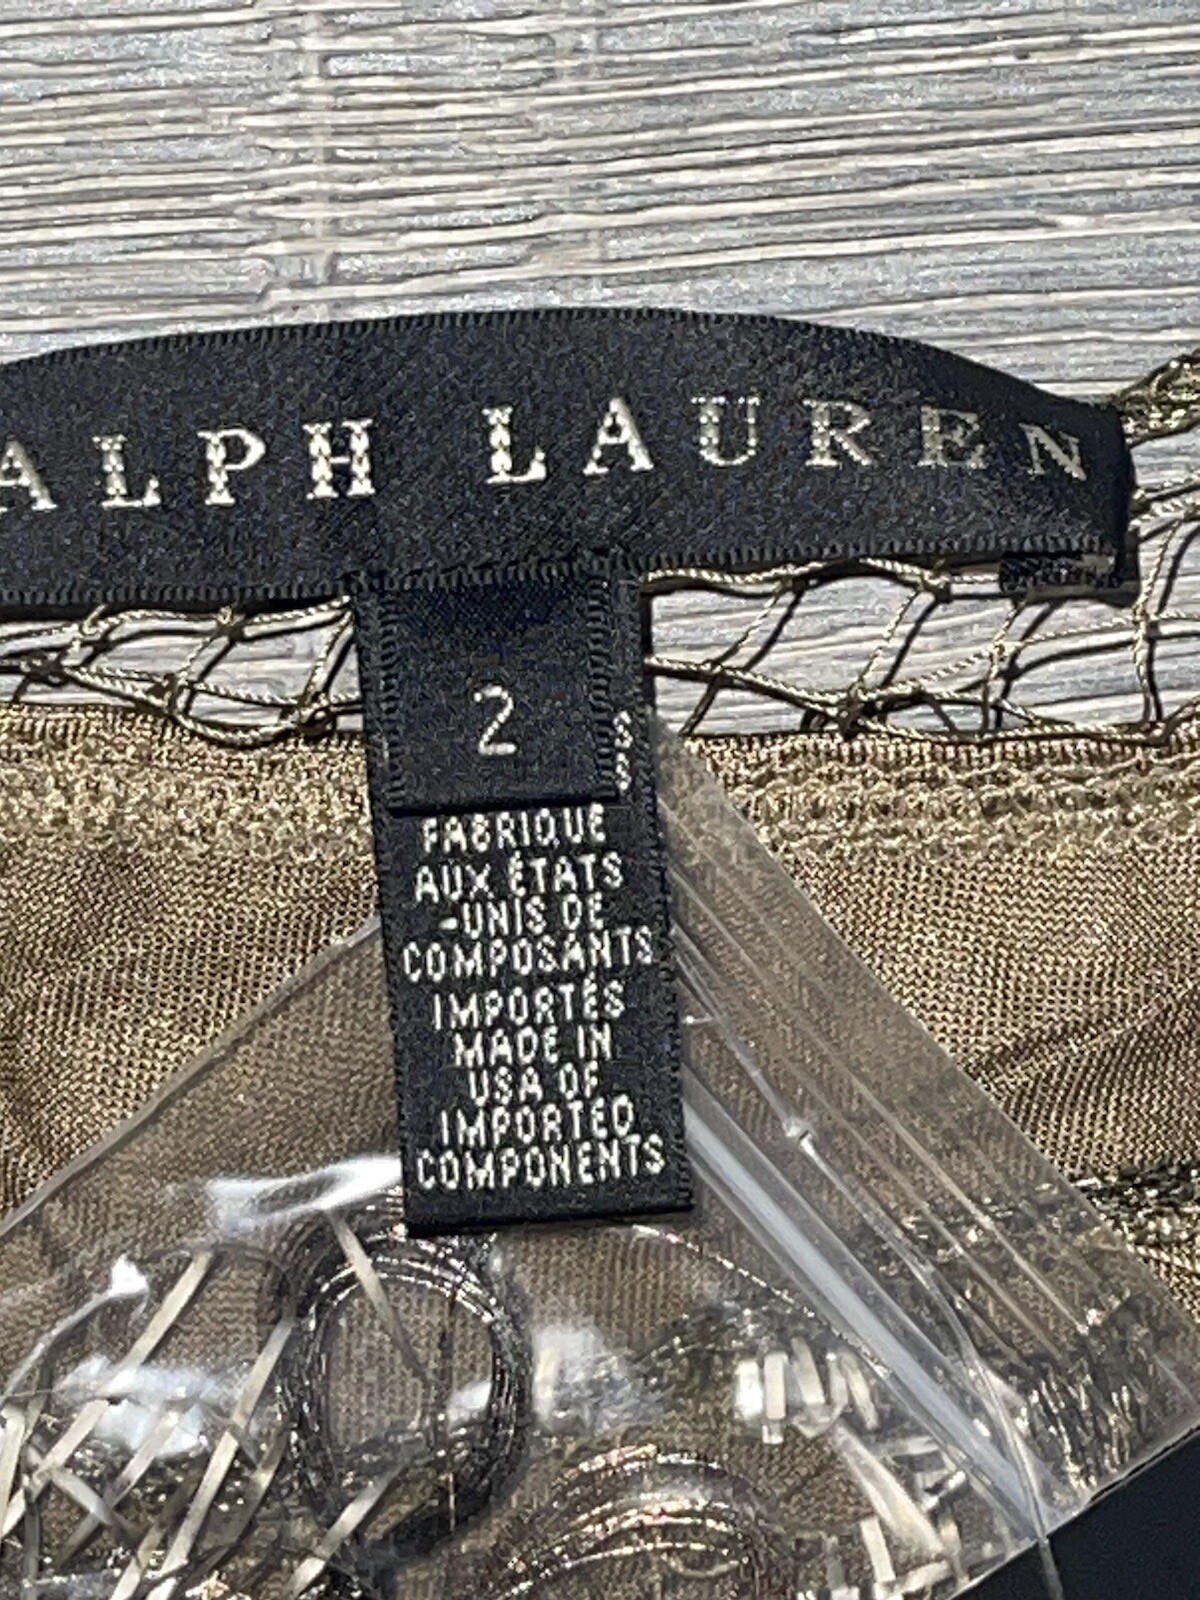 ALPH LAUREN
2
FABRIQUE
AUX ÉTATS
-UNIS DE
COMPOSANTS
IMPORTÉS
MADE IN
USA OF
IMPORTED
COMPONENTS